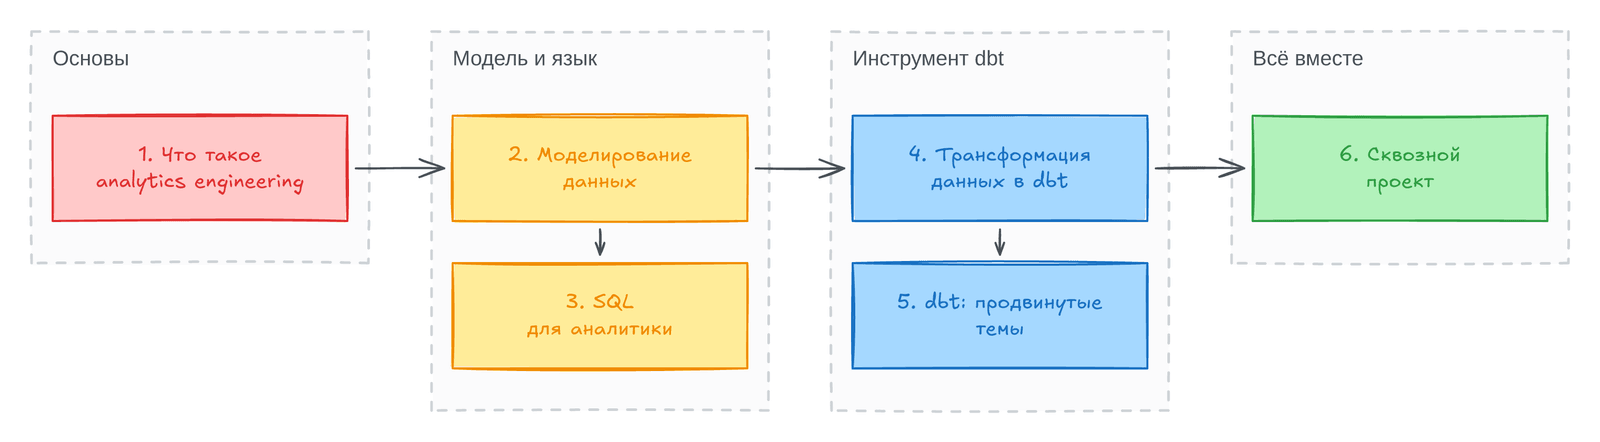 Основы
1. Что такое
analytics engineering
Модель и язык
2. Моделирование
данных
3. SQL
для аналитики
Инструмент dbt
4. Трансформация
данных в dbt
5. dbt: продвинутые
темы
Всё вместе
6. Сквозной
проект